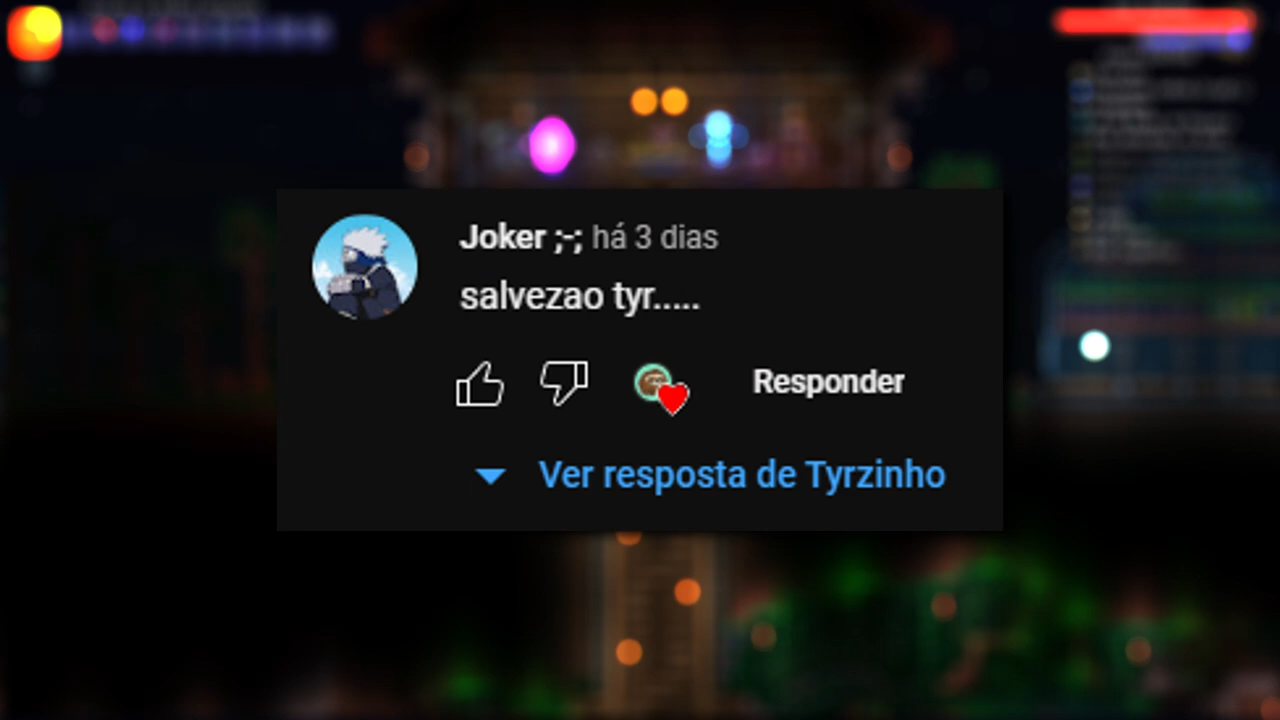 Joker ;-; há 3 dias
salvezao tyr.....
Responder
Ver resposta de Tyrzinho